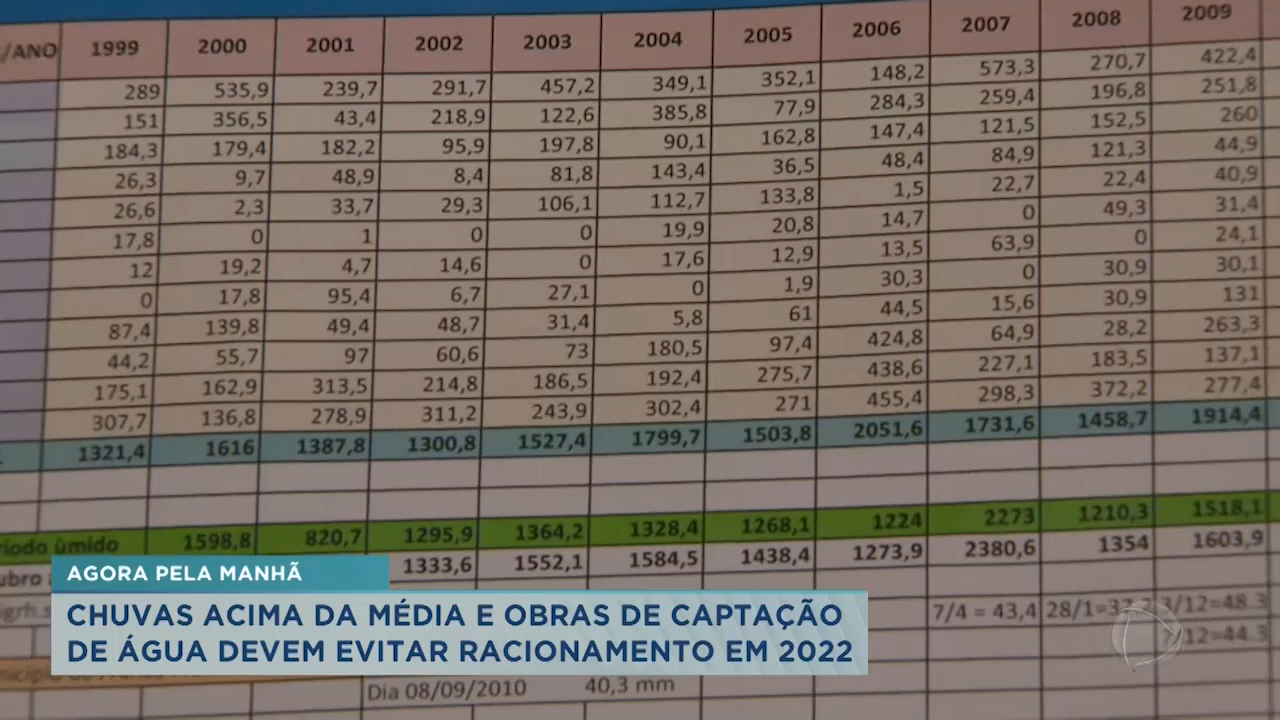 /ANO 1999 2000 2001 2002 2003 2004 2005 2006 2007 2008 2009
289 535,9 239,7 291,7 457,2 349,1 352,1 148,2 573,3 270,7 422,4
151 356,5 43,4 218,9 122,6 385,8 77,9 284,3 259,4 196,8 251,8
184,3 179,4 182,2 95,9 197,8 90,1 162,8 147,4 121,5 152,5 260
26,3 9,7 48,9 8,4 81,8 143,4 36,5 48,4 84,9 121,3 44,9
26,6 2,3 33,7 29,3 106,1 112,7 133,8 1,5 22,7 22,4 40,9
17,8 0 1 0 0 19,9 20,8 14,7 0 49,3 31,4
12 19,2 4,7 14,6 0 17,6 12,9 13,5 63,9 0 24,1
0 17,8 95,4 6,7 27,1 0 1,9 30,3 0 30,9 30,1
87,4 139,8 49,4 48,7 31,4 5,8 61 44,5 15,6 30,9 131
44,2 55,7 97 60,6 73 180,5 97,4 424,8 64,9 28,2 263,3
175,1 162,9 313,5 214,8 186,5 192,4 275,7 438,6 227,1 183,5 137,1
307,7 136,8 278,9 311,2 243,9 302,4 271 455,4 298,3 372,2 277,4
1321,4 1616 1387,8 1300,8 1527,4 1799,7 1503,8 2051,6 1731,6 1458,7 1914,4
ríodo úmido 1598,8 820,7 1295,9 1364,2 1328,4 1268,1 1224 2273 1210,3 1518,1
ubro 1333,6 1552,1 1584,5 1438,4 1273,9 2380,6 1354 1603,9
AGORA PELA MANHÃ
7/4 = 43,4 28/1=37,7 3/12=48.3
7/12=44.3
CHUVAS ACIMA DA MÉDIA E OBRAS DE CAPTAÇÃO
DE ÁGUA DEVEM EVITAR RACIONAMENTO EM 2022
Dia 08/09/2010 40,3 mm